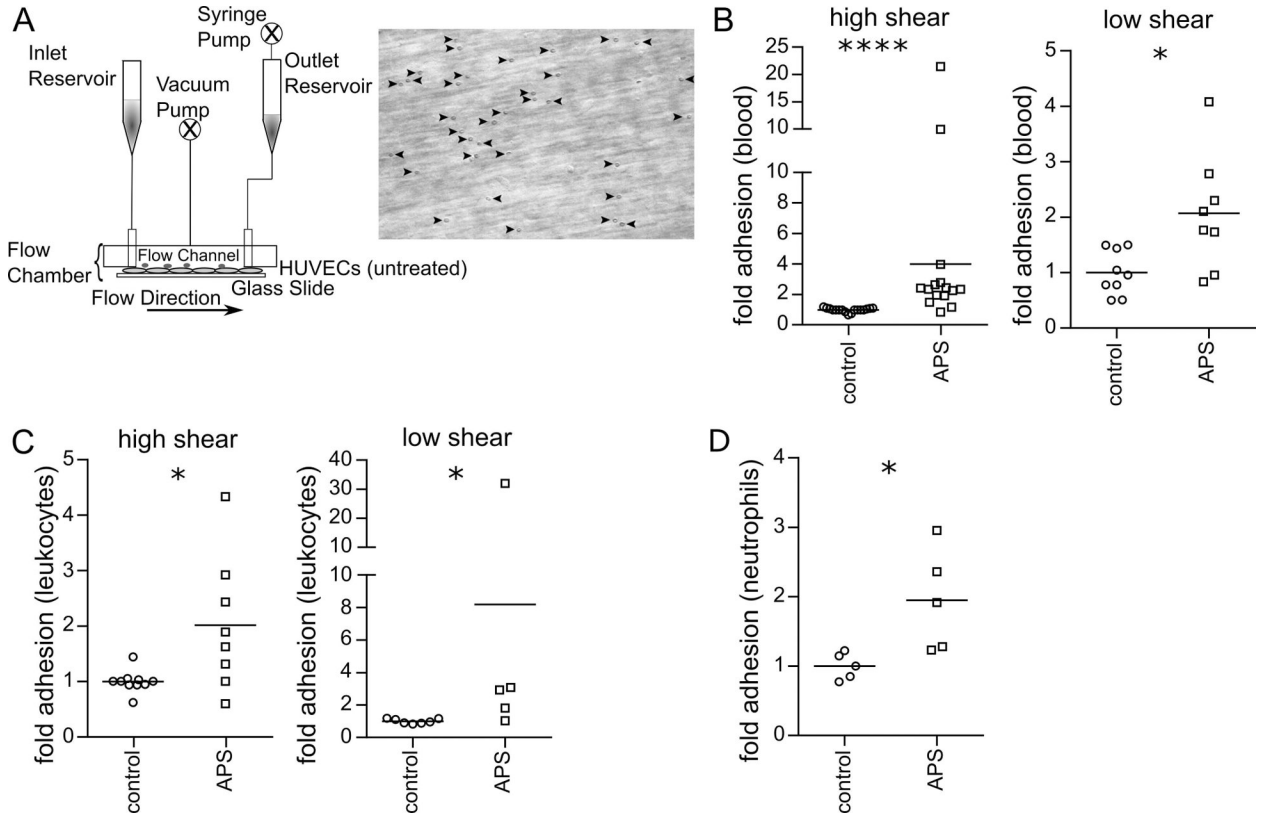 A
Syringe
Pump
Inlet
Reservoir
Vacuum
Pump
Outlet
Reservoir
Flow
Chamber
Flow Channel
HUVECs (untreated)
Glass Slide
Flow Direction
B
high shear
****
fold adhesion (blood)
25
20
15
10
10
8
6
4
2
0
control
APS
low shear
*
fold adhesion (blood)
5
4
3
2
1
0
control
APS
C
high shear
*
fold adhesion (leukocytes)
5
4
3
2
1
0
control
APS
low shear
*
fold adhesion (leukocytes)
40
30
20
10
10
8
6
4
2
0
control
APS
D
*
fold adhesion (neutrophils)
4
3
2
1
0
control
APS